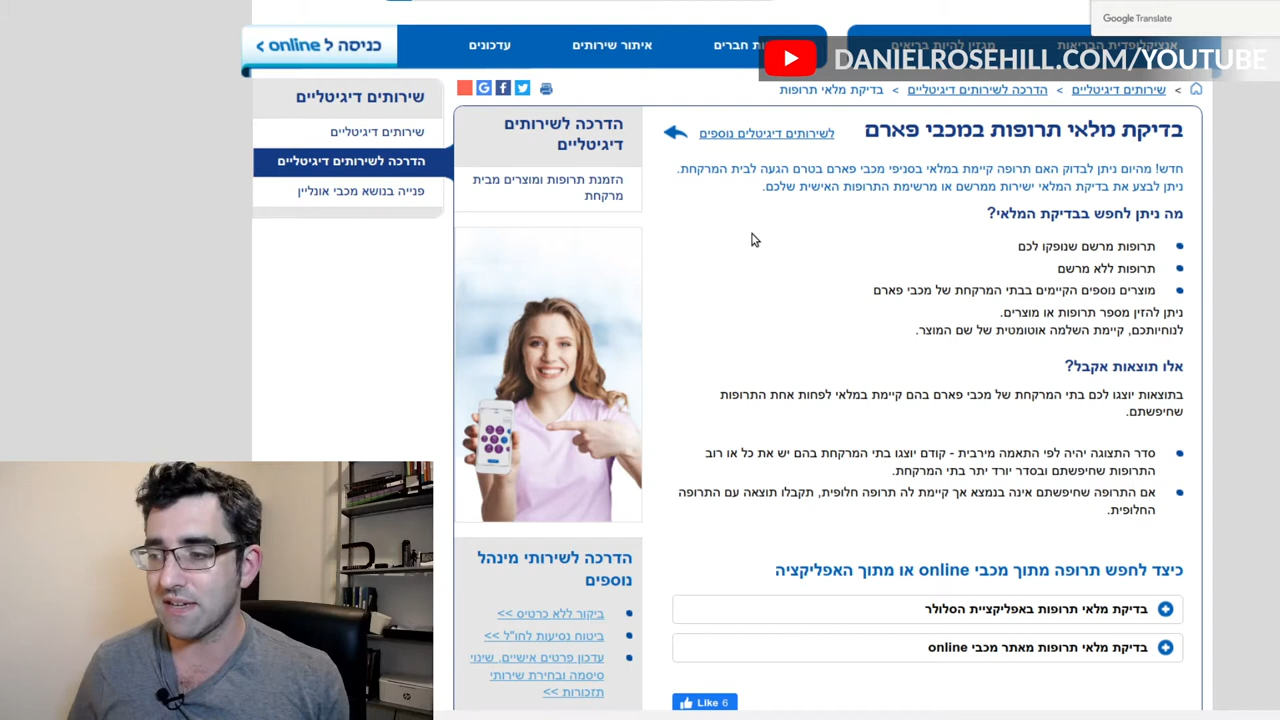 Google Translate
DANIELROSEHILL.COM/YOUTUBE
אנציקלופדית הבריאות
מגזין להיות בריאים
חברים
איתור שירותים
עדכונים
כניסה ל online >
שירותים דיגיטליים > הדרכה לשירותים דיגיטליים > בדיקת מלאי תרופות
שירותים דיגיטליים
שירותים דיגיטליים
הדרכה לשירותים דיגיטליים
פנייה בנושא מכבי אונליין
הדרכה לשירותים
דיגיטליים
הזמנת תרופות ומוצרים מבית
מרקחת
בדיקת מלאי תרופות במכבי פארם
לשירותים דיגיטלים נוספים
חדש! מהיום ניתן לבדוק האם תרופה קיימת במלאי בסניפי מכבי פארם בטרם הגעה לבית המרקחת.
ניתן לבצע את בדיקת המלאי ישירות ממרשם או מרשימת התרופות האישית שלכם.
מה ניתן לחפש בבדיקת המלאי?
תרופות מרשם שנופקו לכם
תרופות ללא מרשם
מוצרים נוספים הקיימים בבתי המרקחת של מכבי פארם
ניתן להזין מספר תרופות או מוצרים.
לנוחיותכם, קיימת השלמה אוטומטית של שם המוצר.
אלו תוצאות אקבל?
בתוצאות יוצגו לכם בתי המרקחת של מכבי פארם בהם קיימת במלאי לפחות אחת התרופות
שחיפשתם.
סדר התצוגה יהיה לפי התאמה מירבית - קודם יוצגו בתי המרקחת בהם יש את כל או רוב
התרופות שחיפשתם ובסדר יורד יתר בתי המרקחת.
אם התרופה שחיפשתם אינה בנמצא אך קיימת לה תרופה חלופית, תקבלו תוצאה עם התרופה
החלופית.
כיצד לחפש תרופה מתוך מכבי online או מתוך האפליקציה
בדיקת מלאי תרופות באפליקציית הסלולר
בדיקת מלאי תרופות מאתר מכבי online
Like 6
הדרכה לשירותי מינהל
נוספים
ביקור ללא כרטיס >>
ביטוח נסיעות לחו"ל >>
עדכון פרטים אישיים, שינוי
סיסמה ובחירת שירותי
תזכורות >>